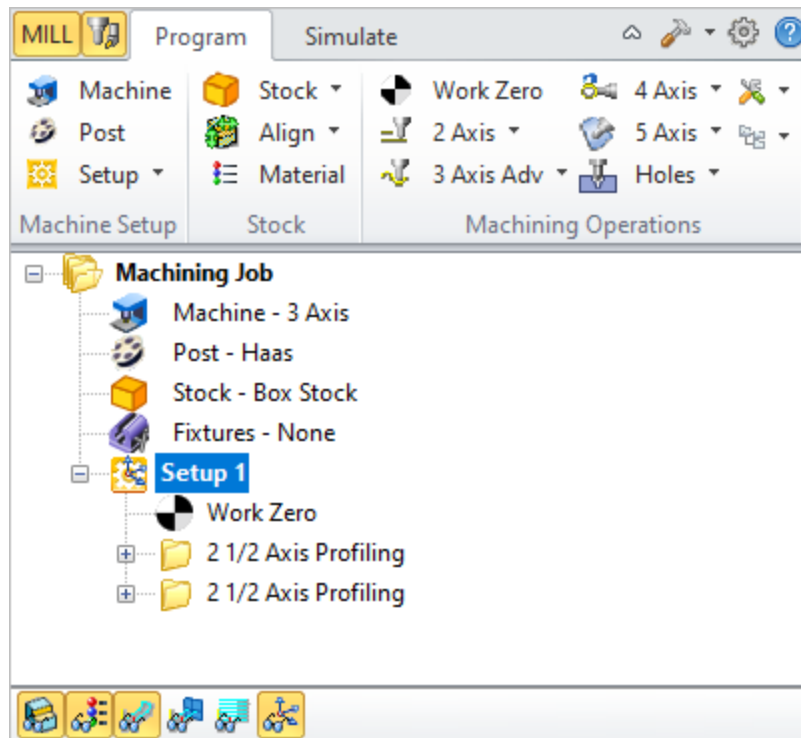 MILL Program Simulate
Machine Stock Work Zero 4 Axis
Post Align 2 Axis 5 Axis
Setup Material 3 Axis Adv Holes
Machine Setup Stock Machining Operations
Machining Job
Machine - 3 Axis
Post - Haas
Stock - Box Stock
Fixtures - None
Setup 1
Work Zero
2 1/2 Axis Profiling
2 1/2 Axis Profiling